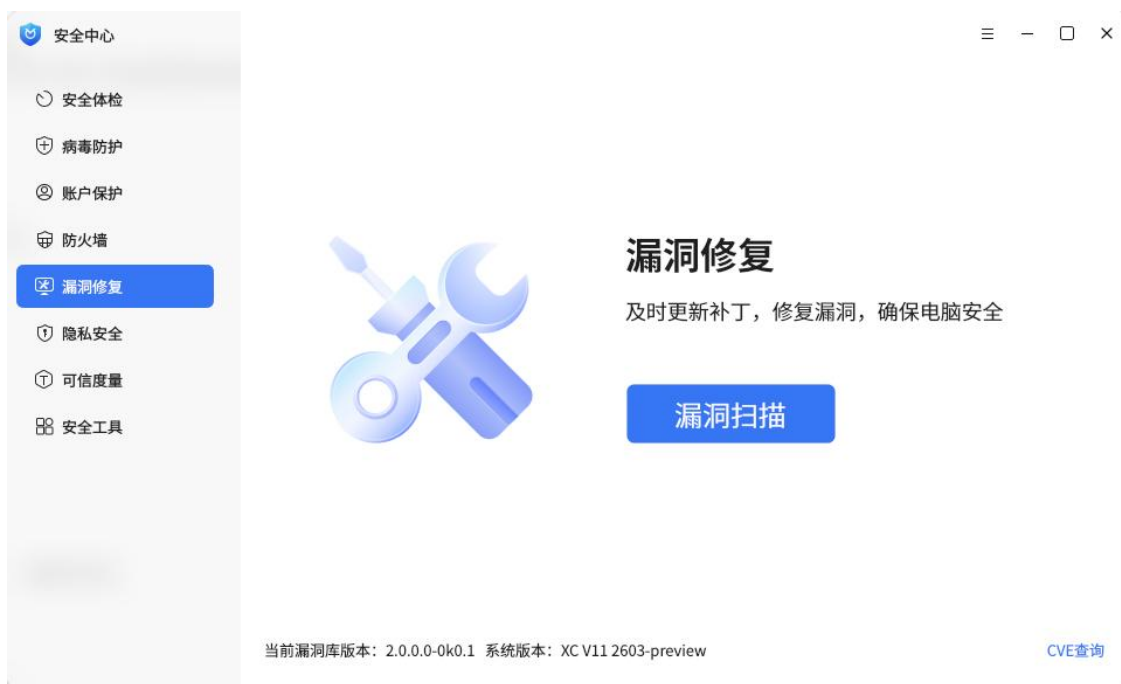 安全中心
安全体检
病毒防护
账户保护
防火墙
漏洞修复
隐私安全
可信度量
安全工具
漏洞修复
及时更新补丁，修复漏洞，确保电脑安全
漏洞扫描
当前漏洞库版本：2.0.0.0-0k0.1 系统版本：XC V11 2603-preview
CVE查询